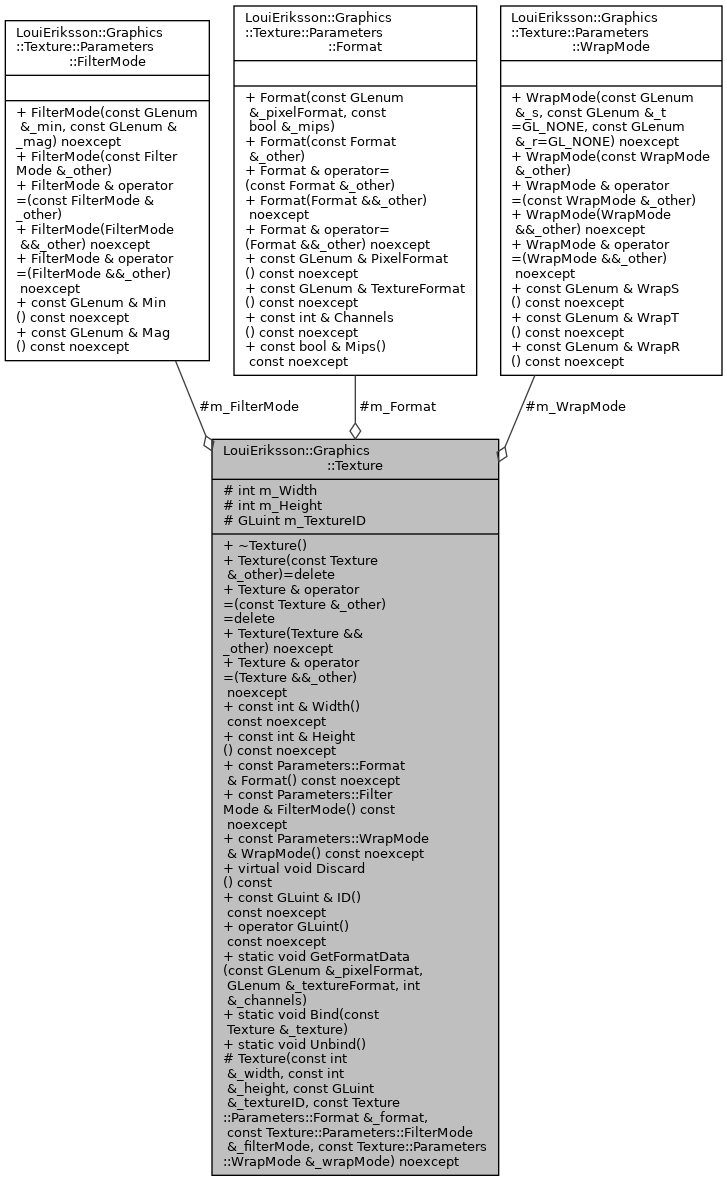 LouiEriksson::Graphics
::Texture::Parameters
::FilterMode
+ FilterMode(const GLenum
&_min, const GLenum &
_mag) noexcept
+ FilterMode(const Filter
Mode &_other)
+ FilterMode & operator
=(const FilterMode &
_other)
+ FilterMode(FilterMode
&&_other) noexcept
+ FilterMode & operator
=(FilterMode &&_other)
noexcept
+ const GLenum & Min
() const noexcept
+ const GLenum & Mag
() const noexcept
LouiEriksson::Graphics
::Texture::Parameters
::Format
+ Format(const GLenum
&_pixelFormat, const
bool &_mips)
+ Format(const Format
&_other)
+ Format & operator=
(const Format &_other)
+ Format(Format &&_other)
noexcept
+ Format & operator=
(Format &&_other) noexcept
+ const GLenum & PixelFormat
() const noexcept
+ const GLenum & TextureFormat
() const noexcept
+ const int & Channels
() const noexcept
+ const bool & Mips()
const noexcept
LouiEriksson::Graphics
::Texture::Parameters
::WrapMode
+ WrapMode(const GLenum
&_s, const GLenum &_t
=GL_NONE, const GLenum
&_r=GL_NONE) noexcept
+ WrapMode(const WrapMode
&_other)
+ WrapMode & operator
=(const WrapMode &_other)
+ WrapMode(WrapMode
&&_other) noexcept
+ WrapMode & operator
=(WrapMode &&_other)
noexcept
+ const GLenum & WrapS
() const noexcept
+ const GLenum & WrapT
() const noexcept
+ const GLenum & WrapR
() const noexcept
#m_FilterMode
#m_Format
#m_WrapMode
LouiEriksson::Graphics
::Texture
# int m_Width
# int m_Height
# GLuint m_TextureID
+ ~Texture()
+ Texture(const Texture
&_other)=delete
+ Texture & operator
=(const Texture &_other)
=delete
+ Texture(Texture &&
_other) noexcept
+ Texture & operator
=(Texture &&_other)
noexcept
+ const int & Width()
const noexcept
+ const int & Height
() const noexcept
+ const Parameters::Format
& Format() const noexcept
+ const Parameters::Filter
Mode & FilterMode() const
noexcept
+ const Parameters::WrapMode
& WrapMode() const noexcept
+ virtual void Discard
() const
+ const GLuint & ID()
const noexcept
+ operator GLuint()
const noexcept
+ static void GetFormatData
(const GLenum &_pixelFormat,
GLenum &_textureFormat, int
&_channels)
+ static void Bind(const
Texture &_texture)
+ static void Unbind()
# Texture(const int
&_width, const int
&_height, const GLuint
&_textureID, const Texture
::Parameters::Format &_format,
const Texture::Parameters::FilterMode
&_filterMode, const Texture::Parameters
::WrapMode &_wrapMode) noexcept